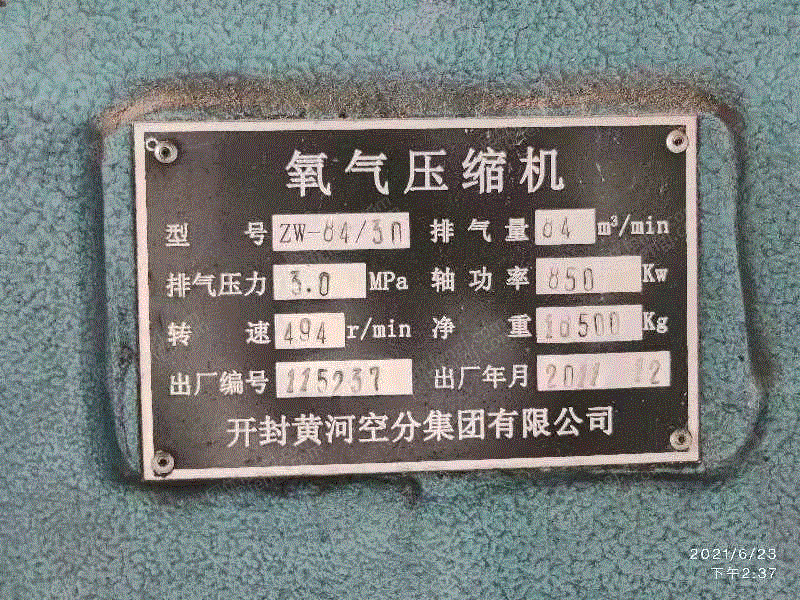 氧气压缩机
型号 ZW-84/30 排气量 84 m³/min
排气压力 3.0 MPa 轴功率 850 Kw
转速 494 r/min 净重 18500 Kg
出厂编号 115237 出厂年月 2011 12
开封黄河空分集团有限公司
2021/6/23
下午2:37